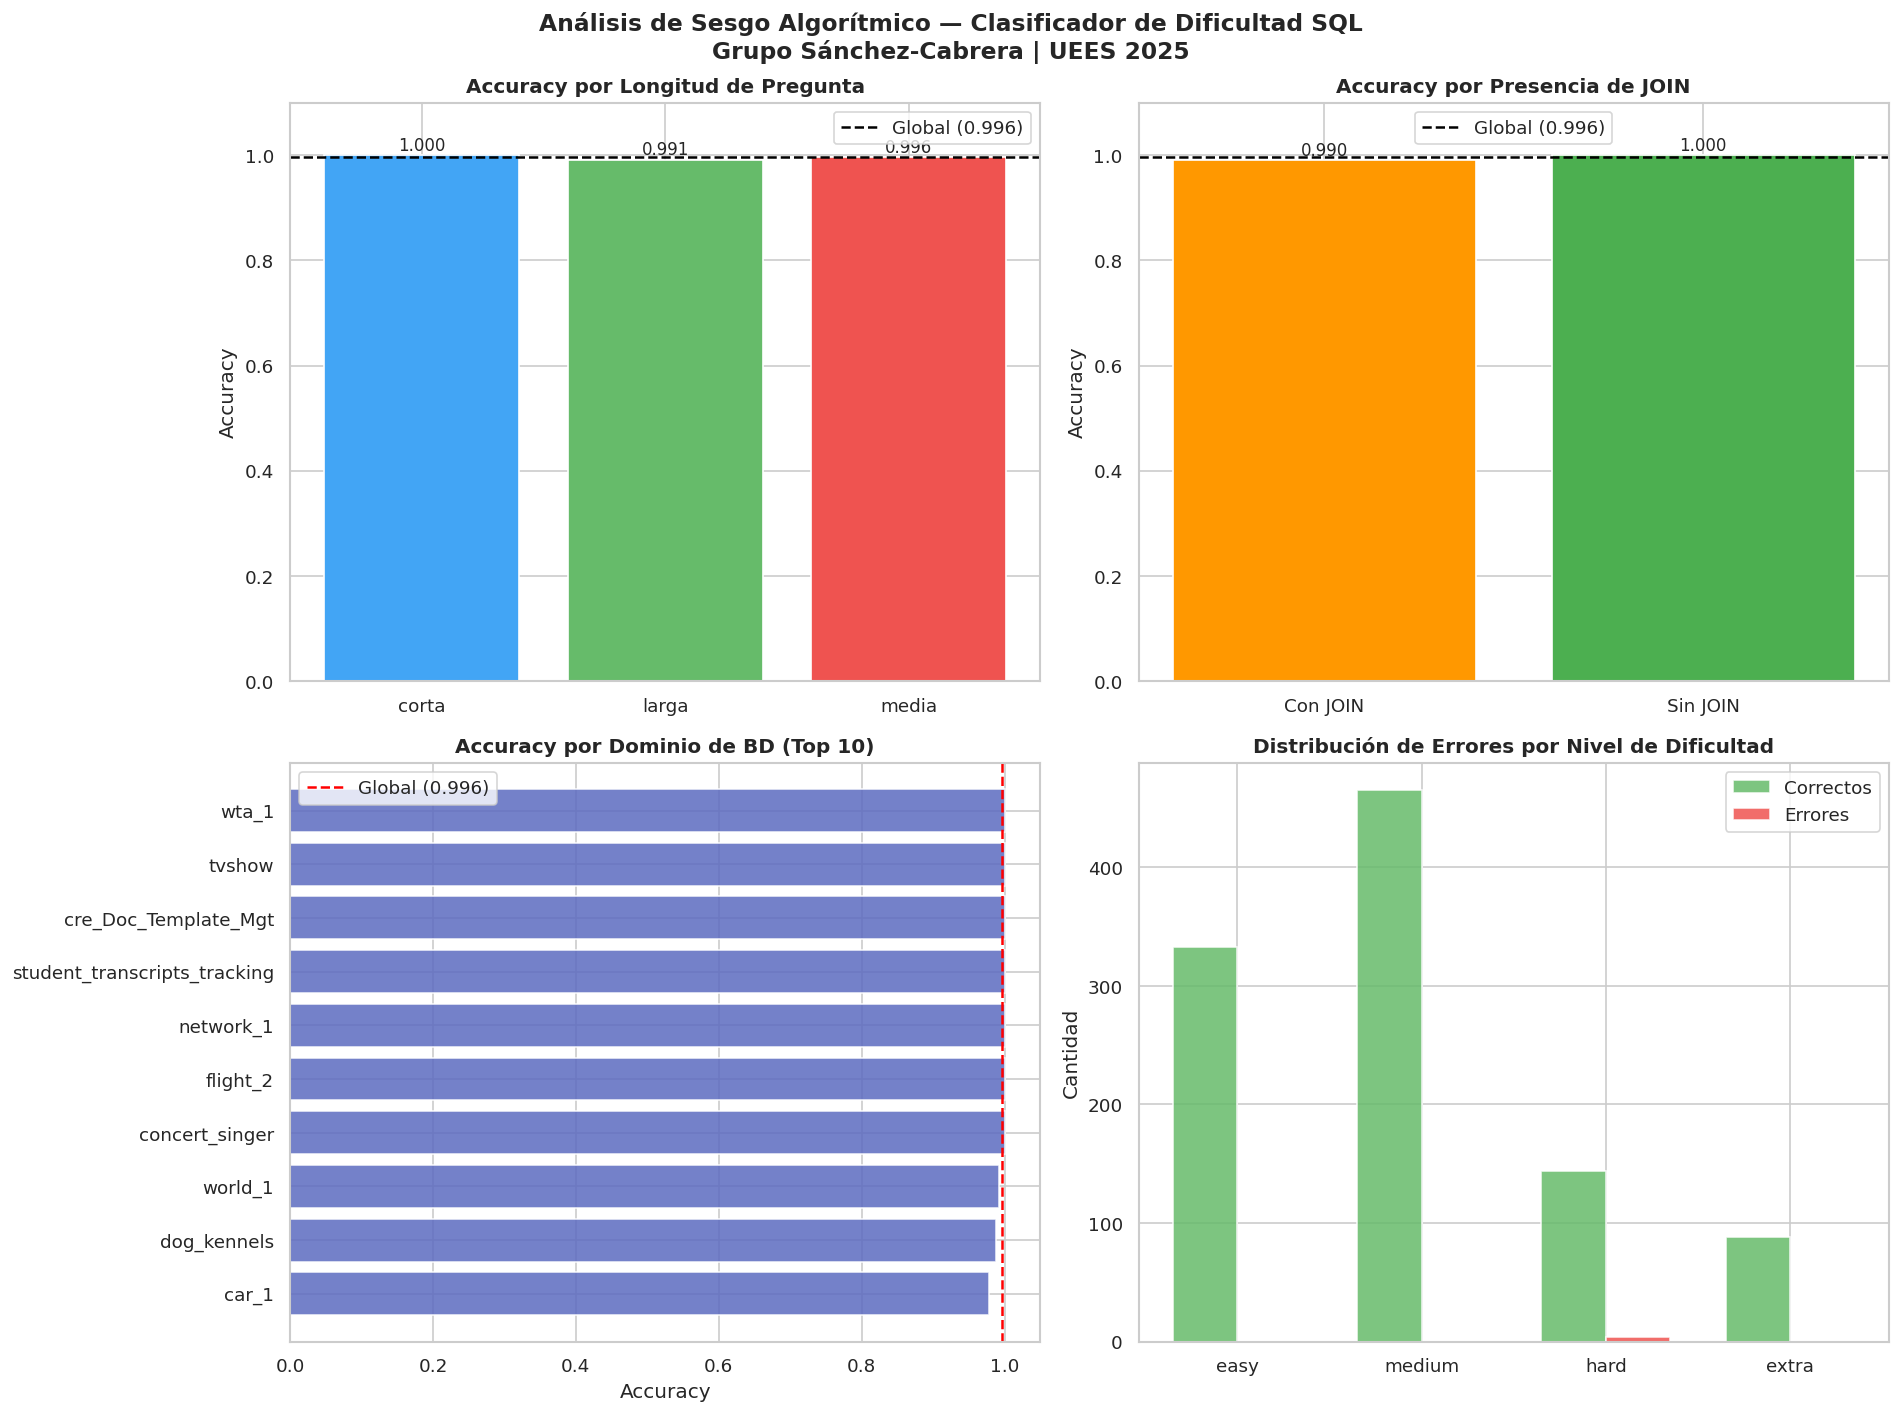 Análisis de Sesgo Algorítmico — Clasificador de Dificultad SQL
Grupo Sánchez-Cabrera | UEES 2025
Accuracy por Longitud de Pregunta
Global (0.996)
1.000
0.991
0.996
1.0
0.8
0.6
0.4
0.2
0.0
Accuracy
corta
larga
media
Accuracy por Presencia de JOIN
Global (0.996)
0.990
1.000
1.0
0.8
0.6
0.4
0.2
0.0
Accuracy
Con JOIN
Sin JOIN
Accuracy por Dominio de BD (Top 10)
Global (0.996)
wta_1
tvshow
cre_Doc_Template_Mgt
student_transcripts_tracking
network_1
flight_2
concert_singer
world_1
dog_kennels
car_1
0.0
0.2
0.4
0.6
0.8
1.0
Accuracy
Distribución de Errores por Nivel de Dificultad
Correctos
Errores
400
300
200
100
0
Cantidad
easy
medium
hard
extra